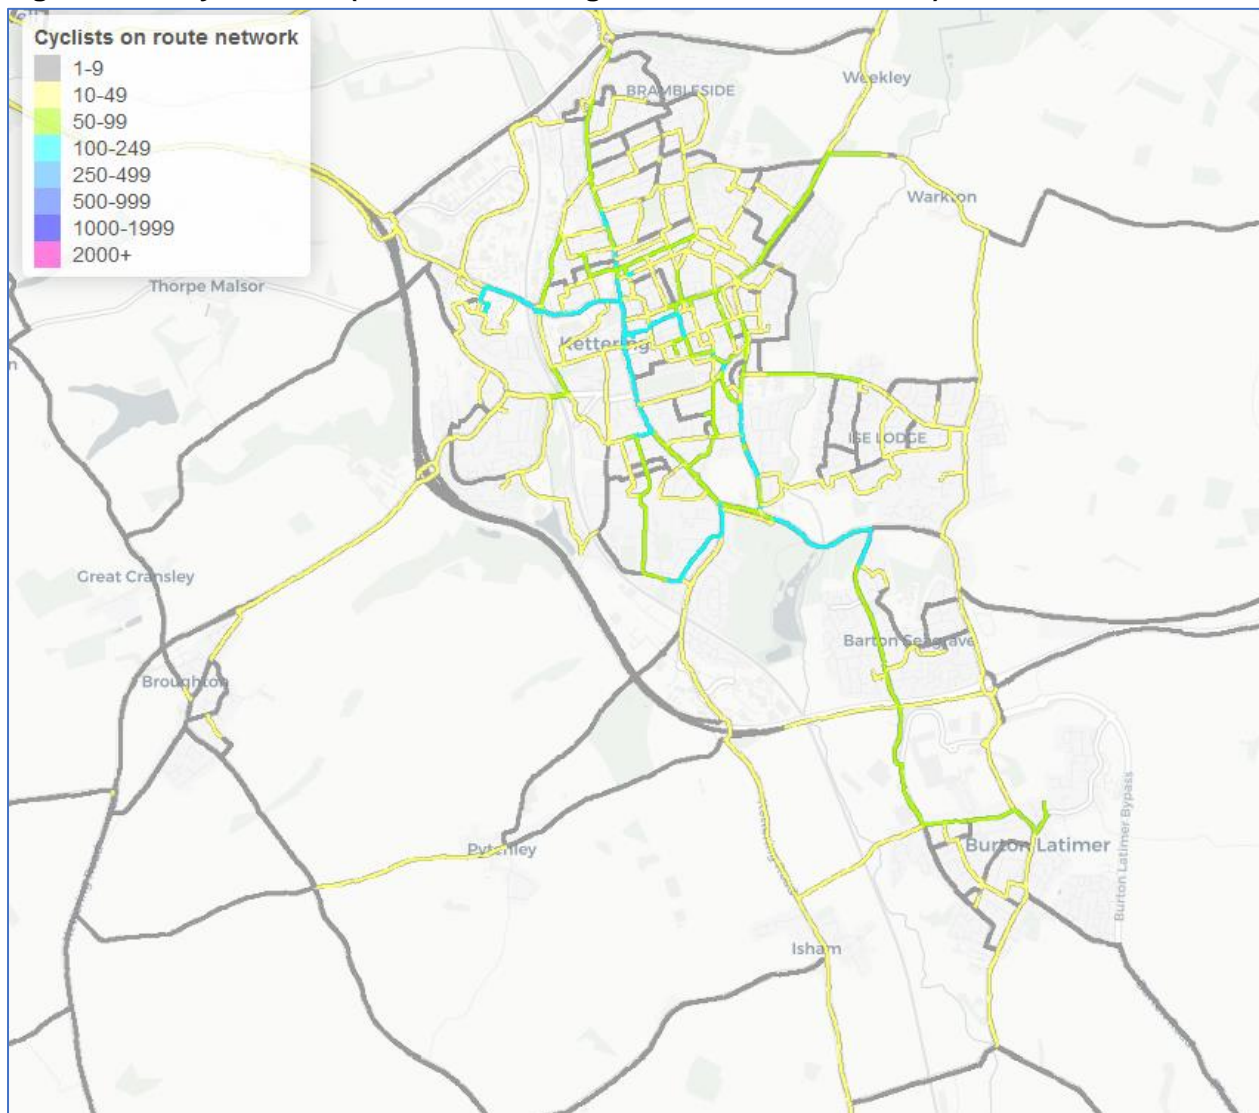 Cyclists on route network
1-9
10-49
50-99
100-249
250-499
500-999
1000-1999
2000+
BRAMBLESIDE
Weekley
Warkton
Thorpe Malsor
Kettering
ISE LODGE
Great Cransley
Barton Seagrave
Broughton
Burton Latimer Bypass
Pytchley
Burton Latimer
Kettering Road
Isham